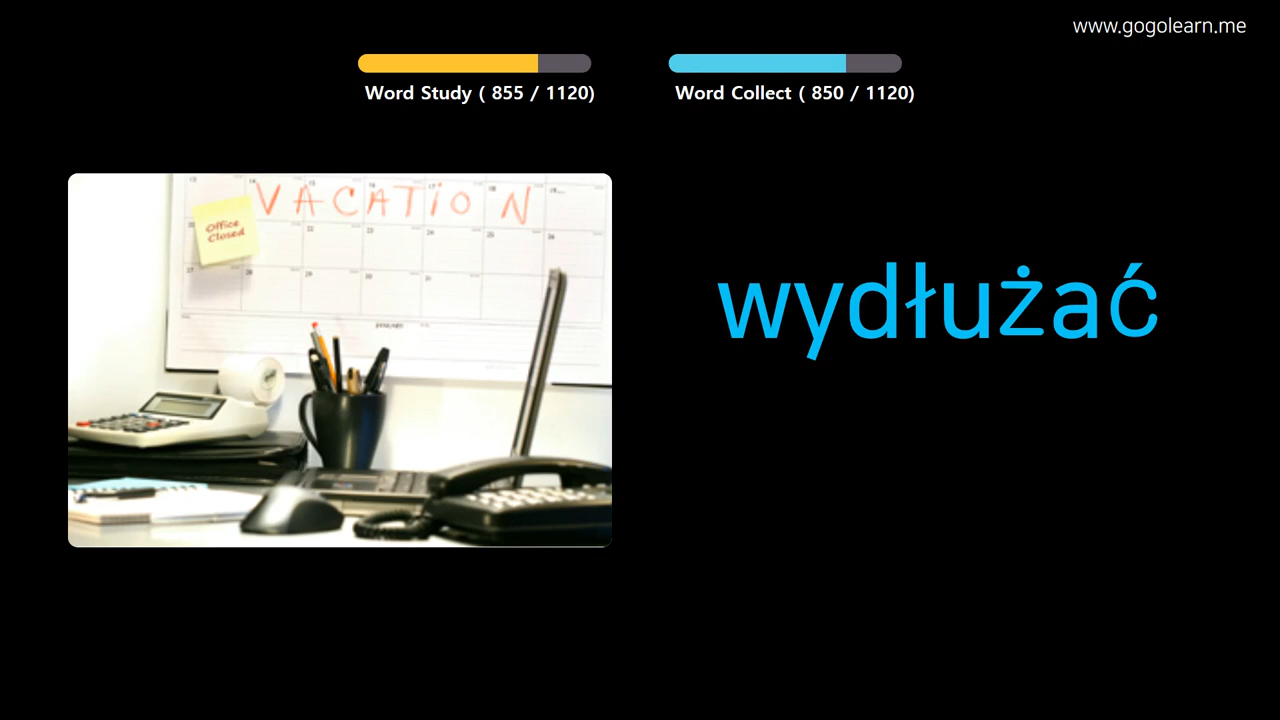 www.gogolearn.me
Word Study ( 855 / 1120)
Word Collect ( 850 / 1120)
VACATION
Office
Closed
wydłużać